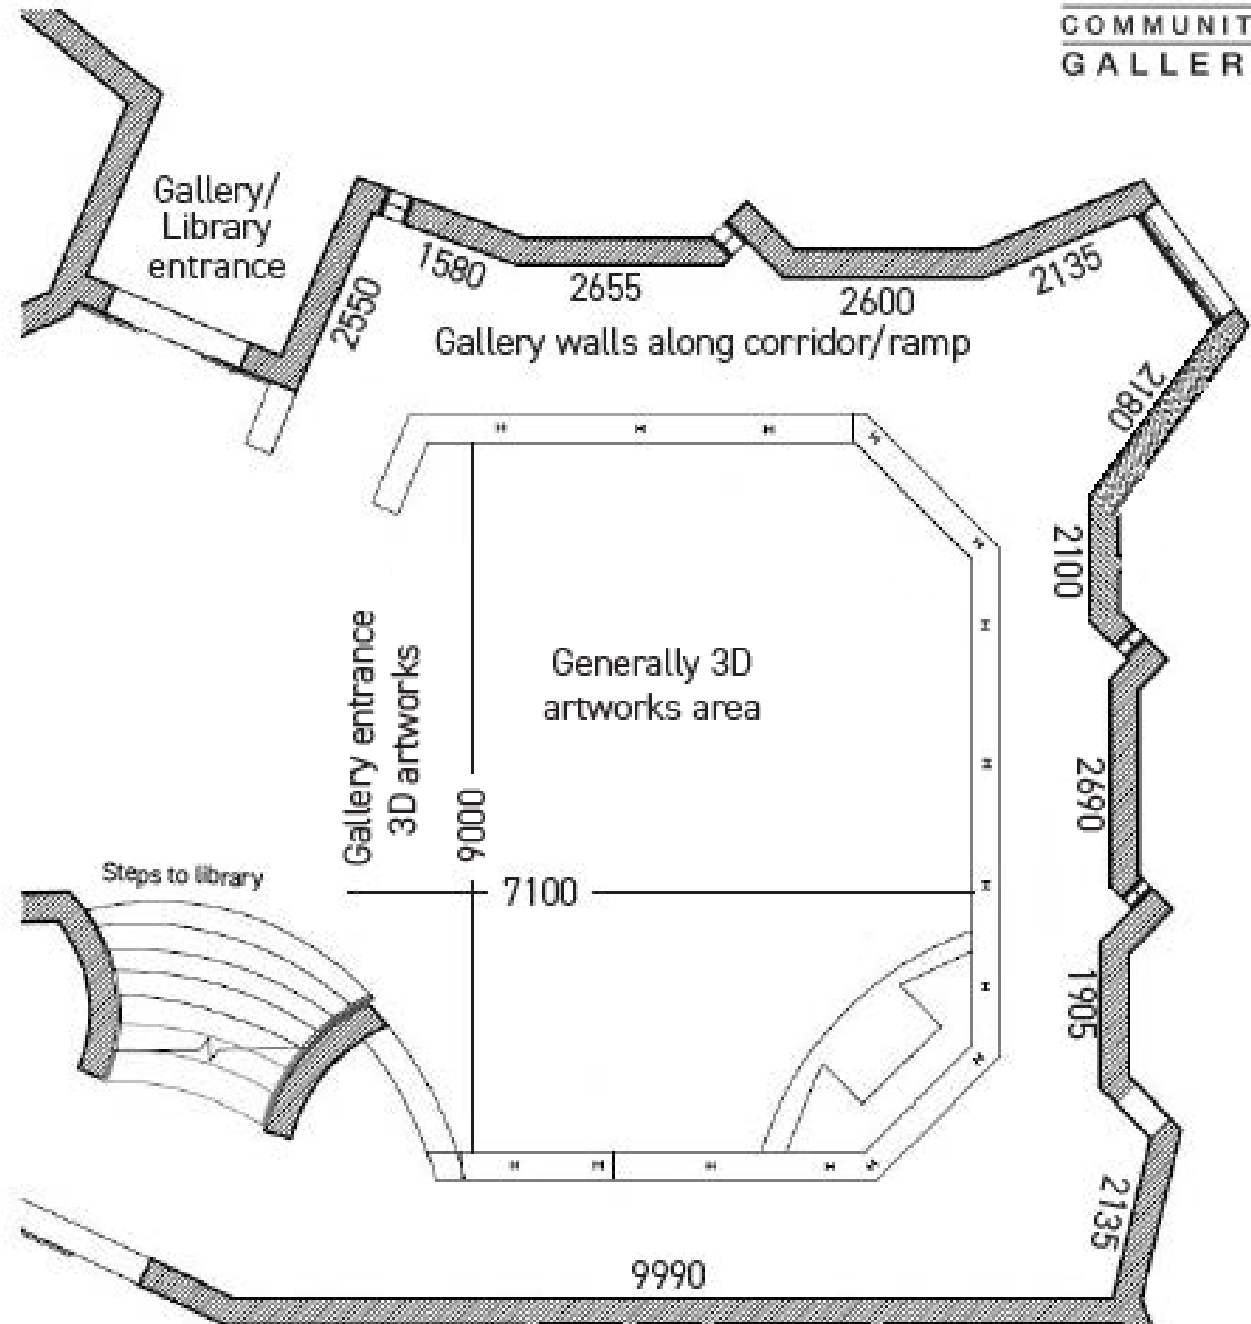 COMMUNIT
GALLER
Gallery/
Library
entrance
2550
1580
2655
2600
2135
Gallery walls along corridor/ramp
2180
2100
Gallery entrance
3D artworks
Generally 3D
artworks area
9000
7100
2690
Steps to library
1905
2135
9990